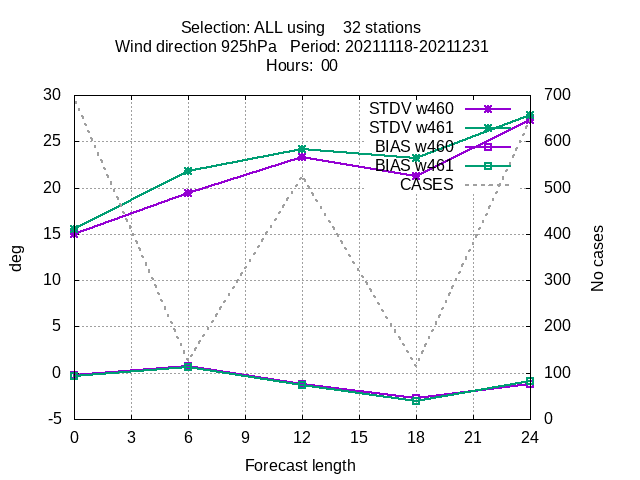 Selection: ALL using    32 stations
Wind direction 925hPa   Period: 20211118-20211231
Hours:  00
30
25
20
15
10
5
0
-5
deg
700
600
500
400
300
200
100
0
No cases
STDV w460
STDV w461
BIAS w460
BIAS w461
CASES
0 3 6 9 12 15 18 21 24
Forecast length